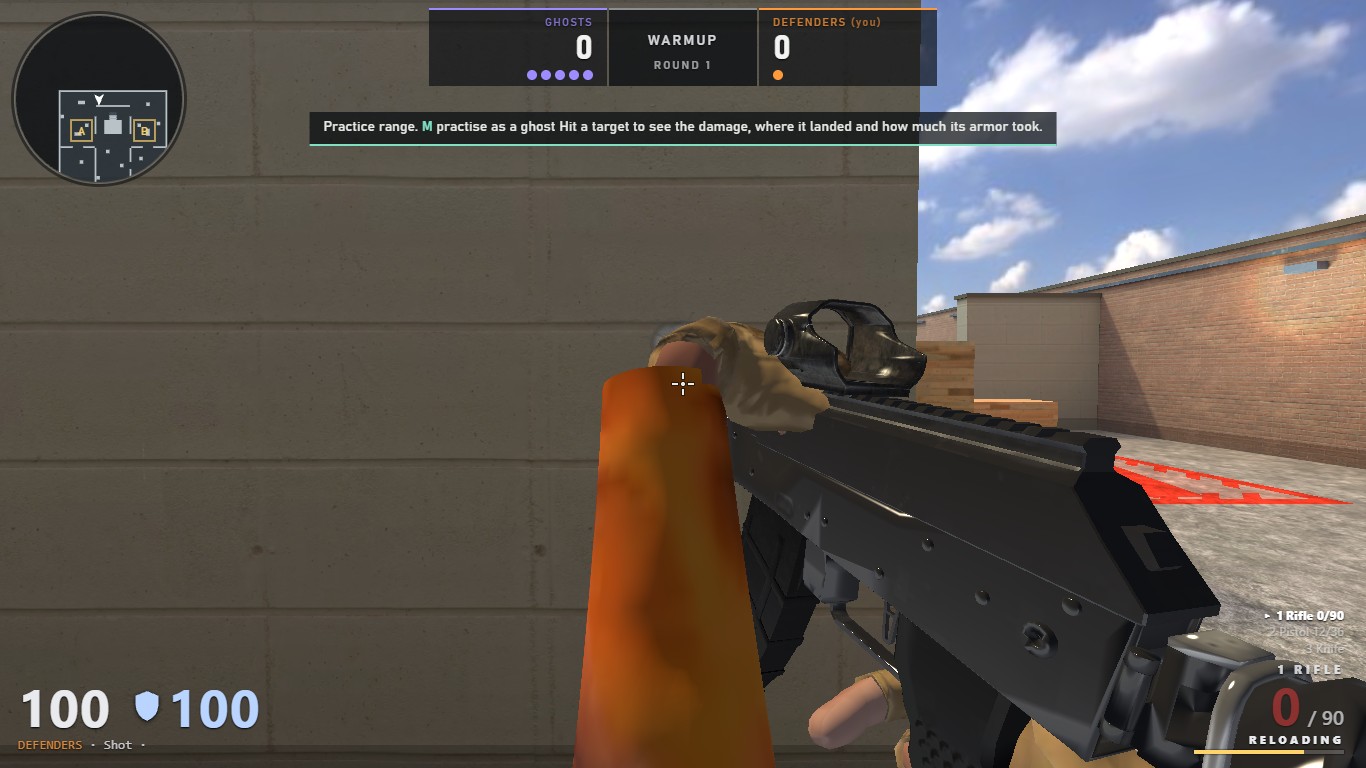 GHOSTS
0
WARMUP
ROUND 1
DEFENDERS (you)
0
Practice range. M practise as a ghost Hit a target to see the damage, where it landed and how much its armor took.
A
B
1 Rifle 0/90
2 Pistol 12/36
3 Knife
1 RIFLE
0 / 90
RELOADING
100 100
DEFENDERS · Shot ·